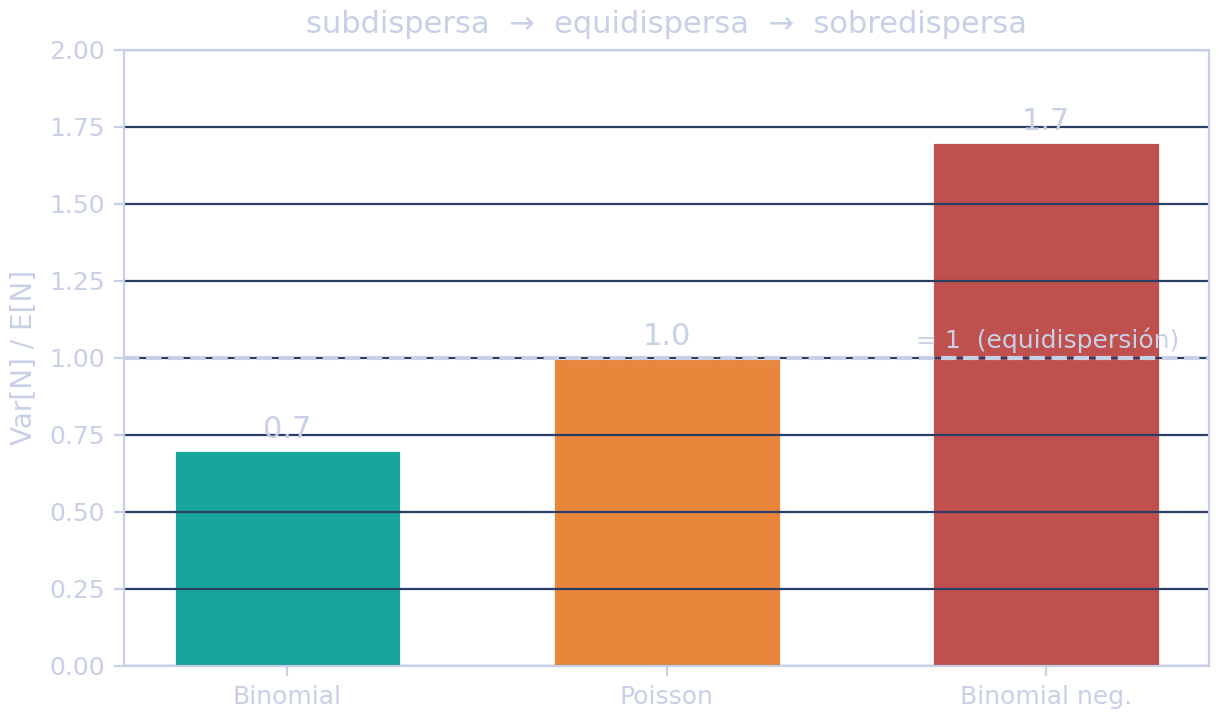 subdispersa → equidispersa → sobredispersa
Var[N] / E[N]
2.00
1.75
1.50
1.25
1.00
0.75
0.50
0.25
0.00
0.7
1.0
1.7
= 1 (equidispersión)
Binomial
Poisson
Binomial neg.